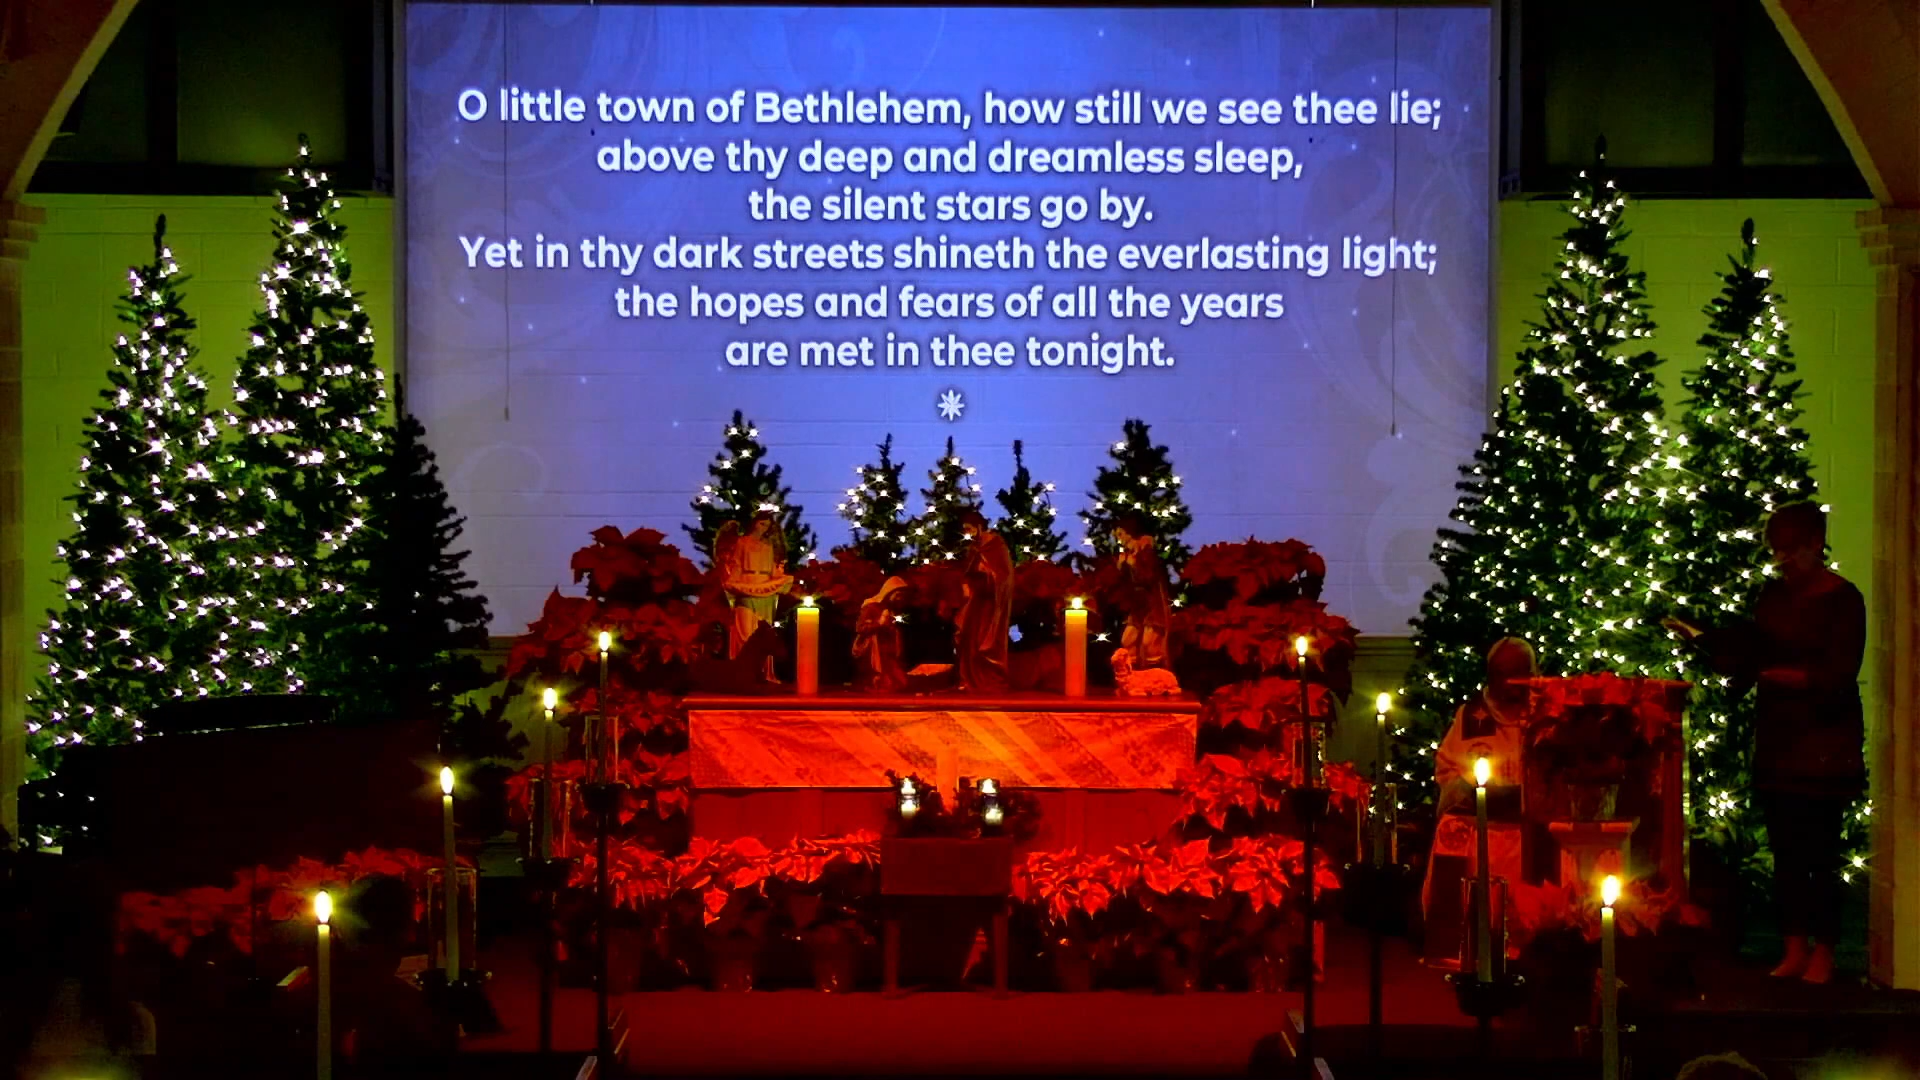 O little town of Bethlehem, how still we see thee lie;
above thy deep and dreamless sleep,
the silent stars go by.
Yet in thy dark streets shineth the everlasting light;
the hopes and fears of all the years
are met in thee tonight.